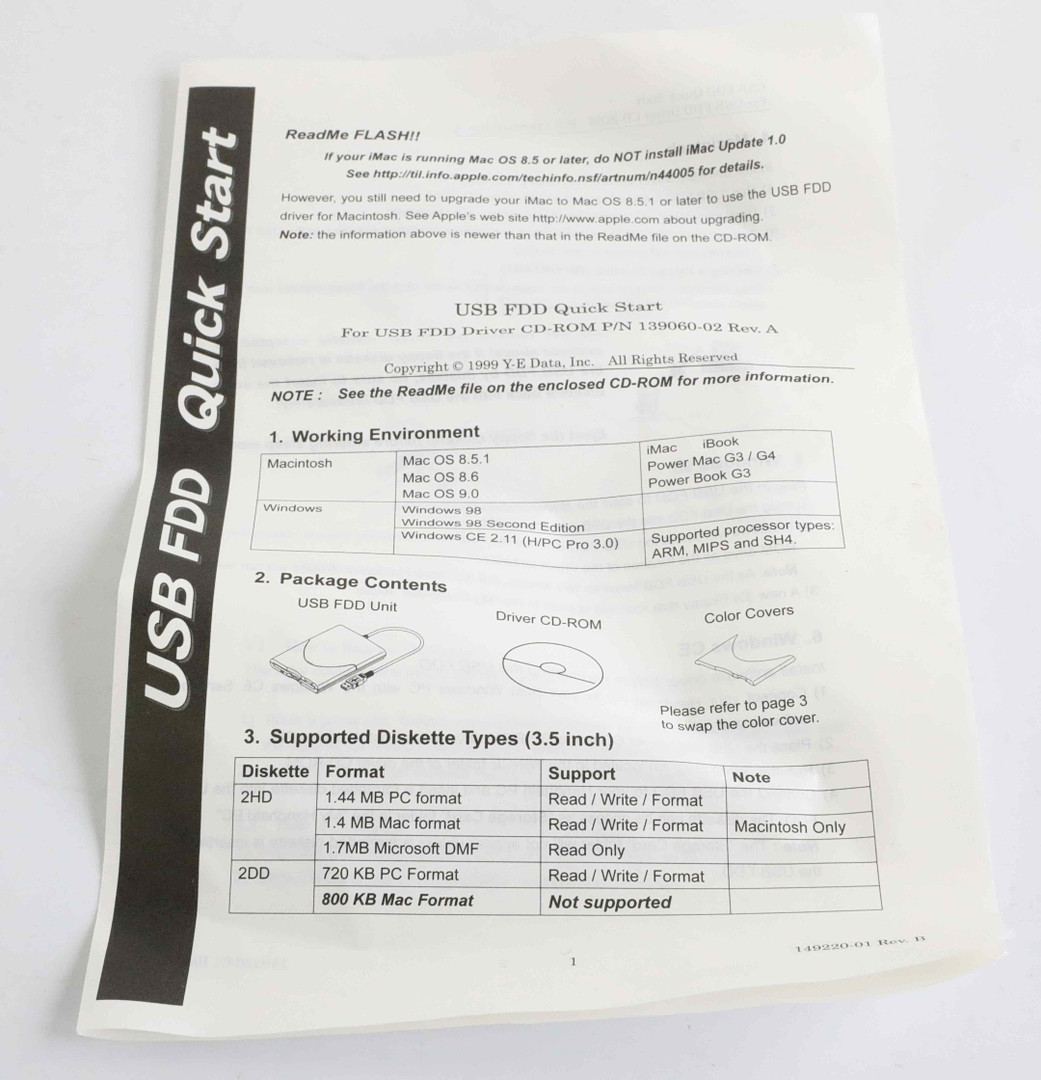 USB FDD Quick Start
ReadMe FLASH!!
If your iMac is running Mac OS 8.5 or later, do NOT install iMac Update 1.0
See http://til.info.apple.com/techinfo.nsf/artnum/n44005 for details.
However, you still need to upgrade your iMac to Mac OS 8.5.1 or later to use the USB FDD
driver for Macintosh. See Apple's web site http://www.apple.com about upgrading.
Note: the information above is newer than that in the ReadMe file on the CD-ROM.
USB FDD Quick Start
For USB FDD Driver CD-ROM P/N 139060-02 Rev. A
Copyright © 1999 Y-E Data, Inc. All Rights Reserved
NOTE : See the ReadMe file on the enclosed CD-ROM for more information.
1. Working Environment
Macintosh Mac OS 8.5.1 iMac iBook
Mac OS 8.6 Power Mac G3 / G4
Mac OS 9.0 Power Book G3
Windows Windows 98
Windows 98 Second Edition
Windows CE 2.11 (H/PC Pro 3.0) Supported processor types:
ARM, MIPS and SH4.
2. Package Contents
USB FDD Unit Driver CD-ROM Color Covers
Please refer to page 3
to swap the color cover.
3. Supported Diskette Types (3.5 inch)
Diskette Format Support Note
2HD 1.44 MB PC format Read / Write / Format
1.4 MB Mac format Read / Write / Format Macintosh Only
1.7MB Microsoft DMF Read Only
2DD 720 KB PC Format Read / Write / Format
800 KB Mac Format Not supported
149220-01 Rev. B
1